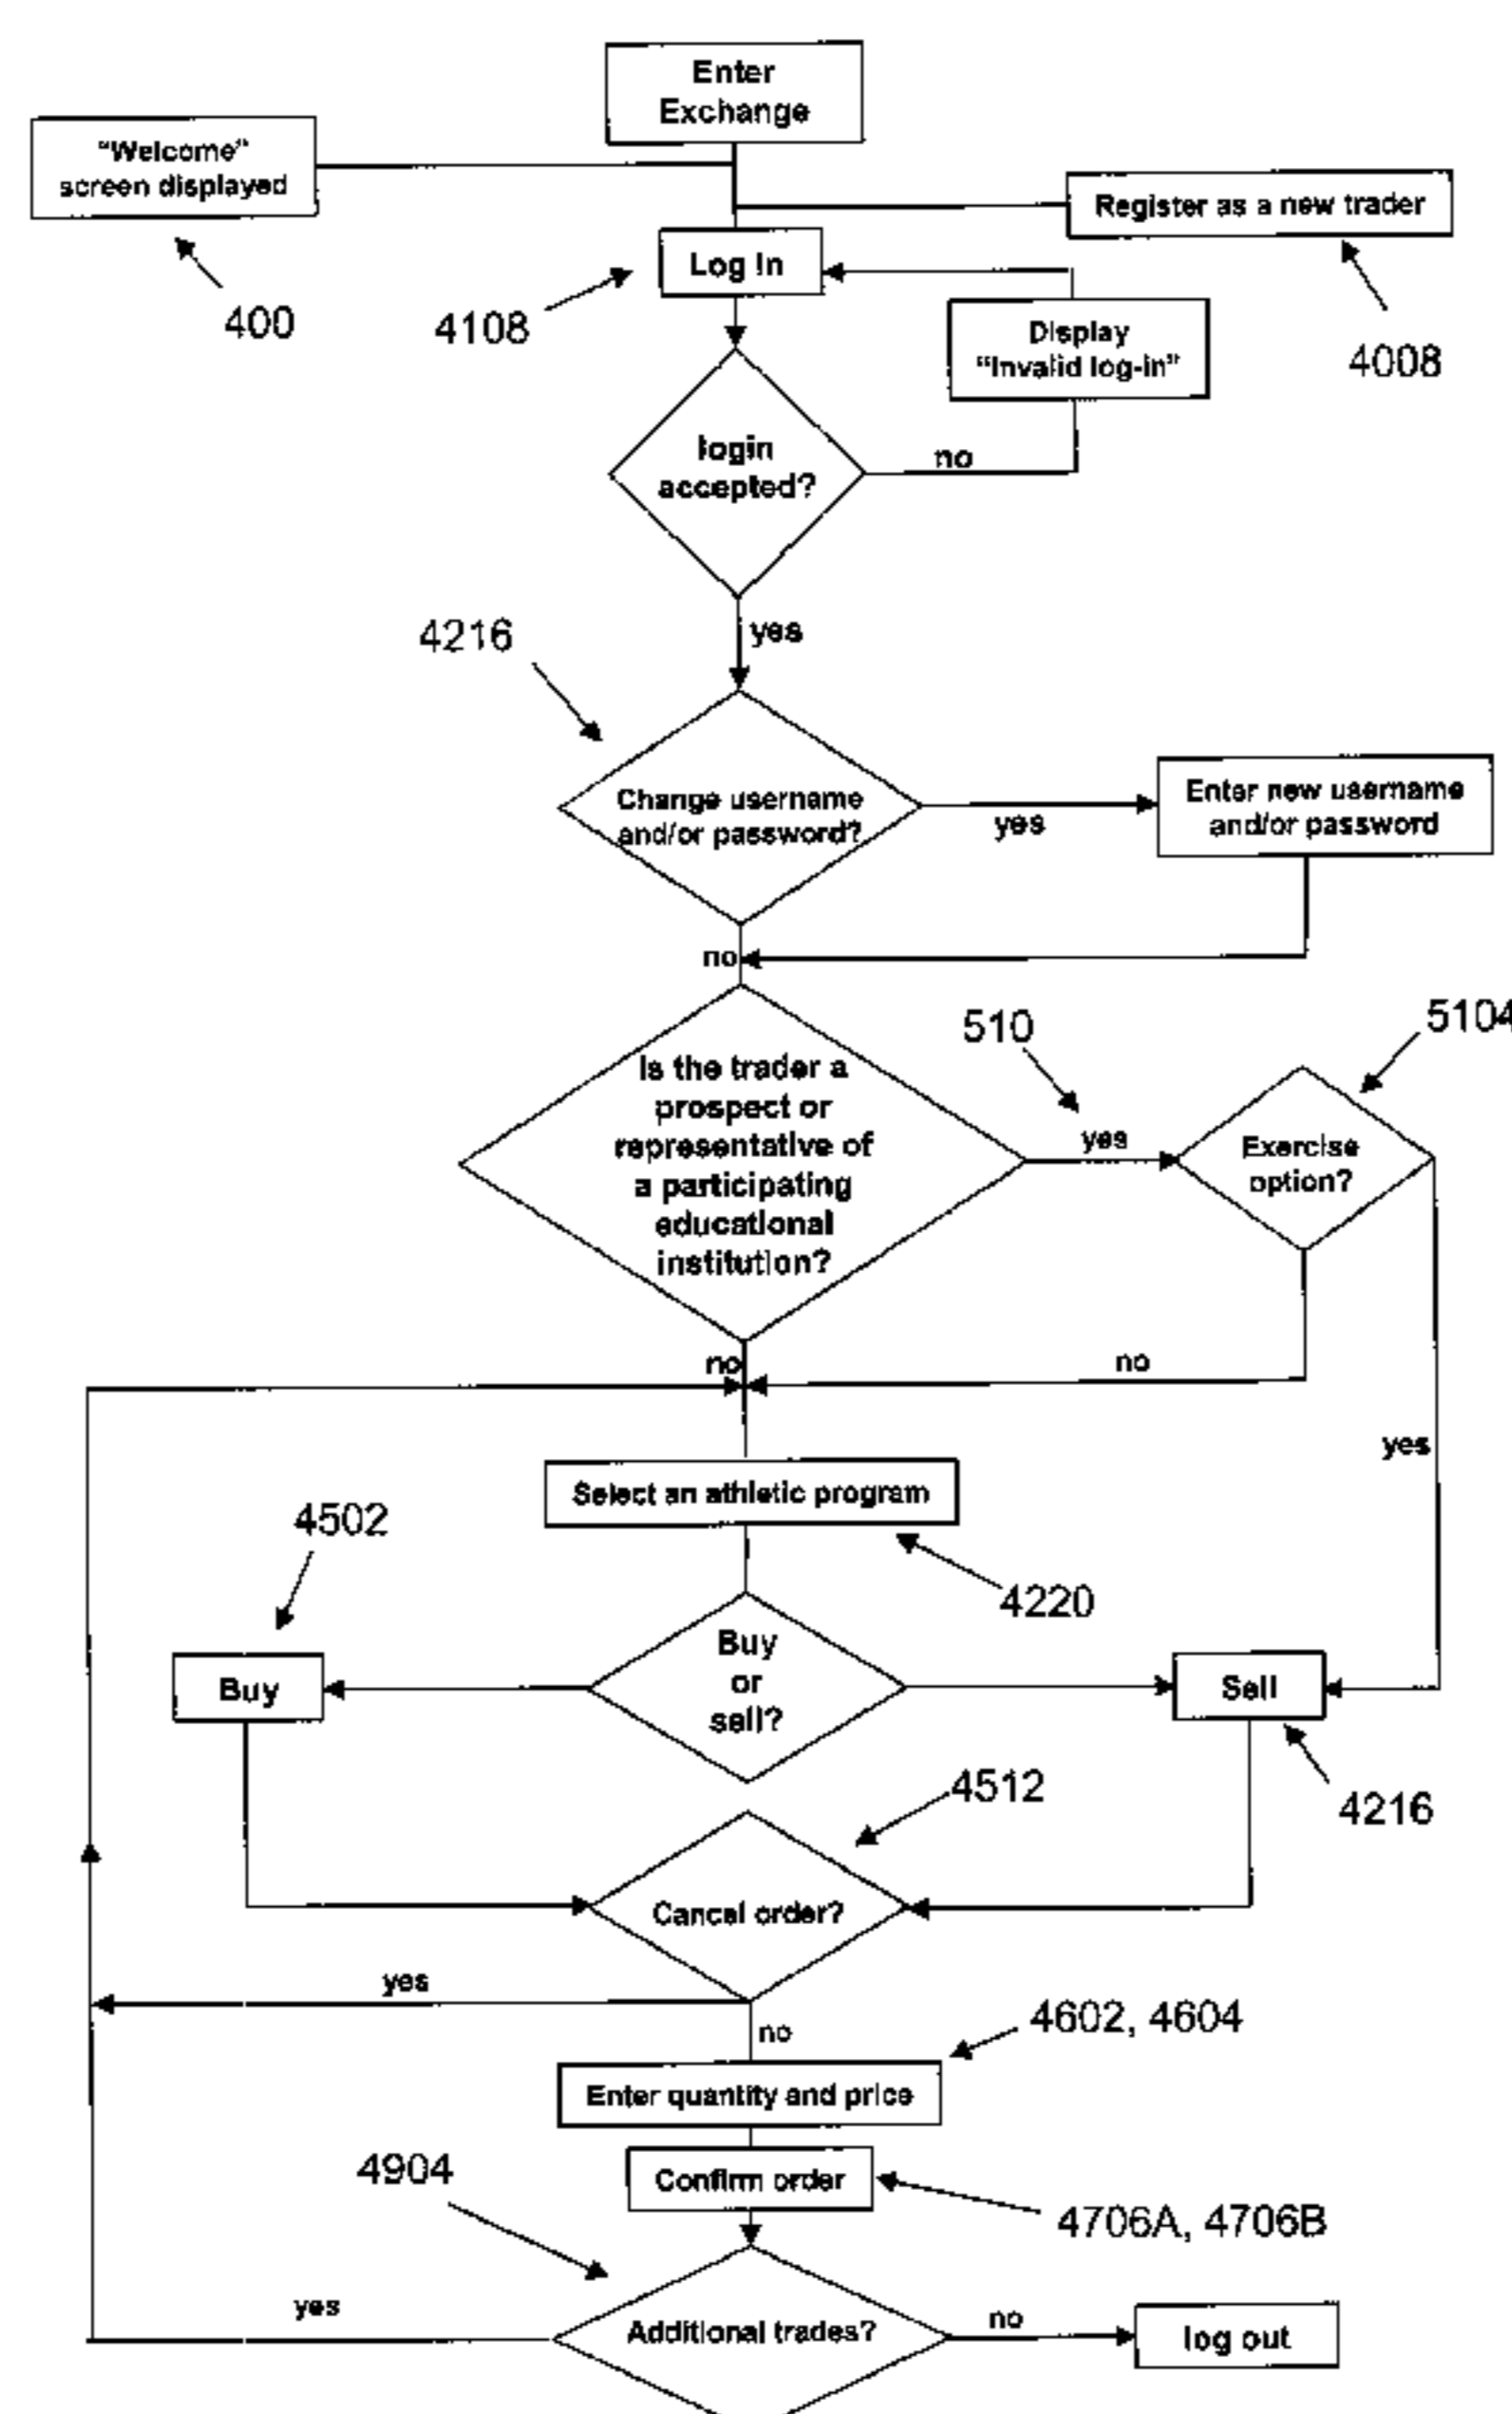 Enter
Exchange
“Welcome”
screen displayed
Register as a new trader
Log In
400
4108
Display
“Invalid log-in”
4008
login
accepted?
no
yes
4216
Change username
and/or password?
yes
Enter new username
and/or password
no
510
5104
Is the trader a
prospect or
representative of
a participating
educational
institution?
yes
Exercise
option?
no
no
yes
Select an athletic program
4502
4220
Buy
or
sell?
Buy
Sell
4512
4216
Cancel order?
yes
no
4602, 4604
Enter quantity and price
4904
Confirm order
4706A, 4706B
yes
Additional trades?
no
log out